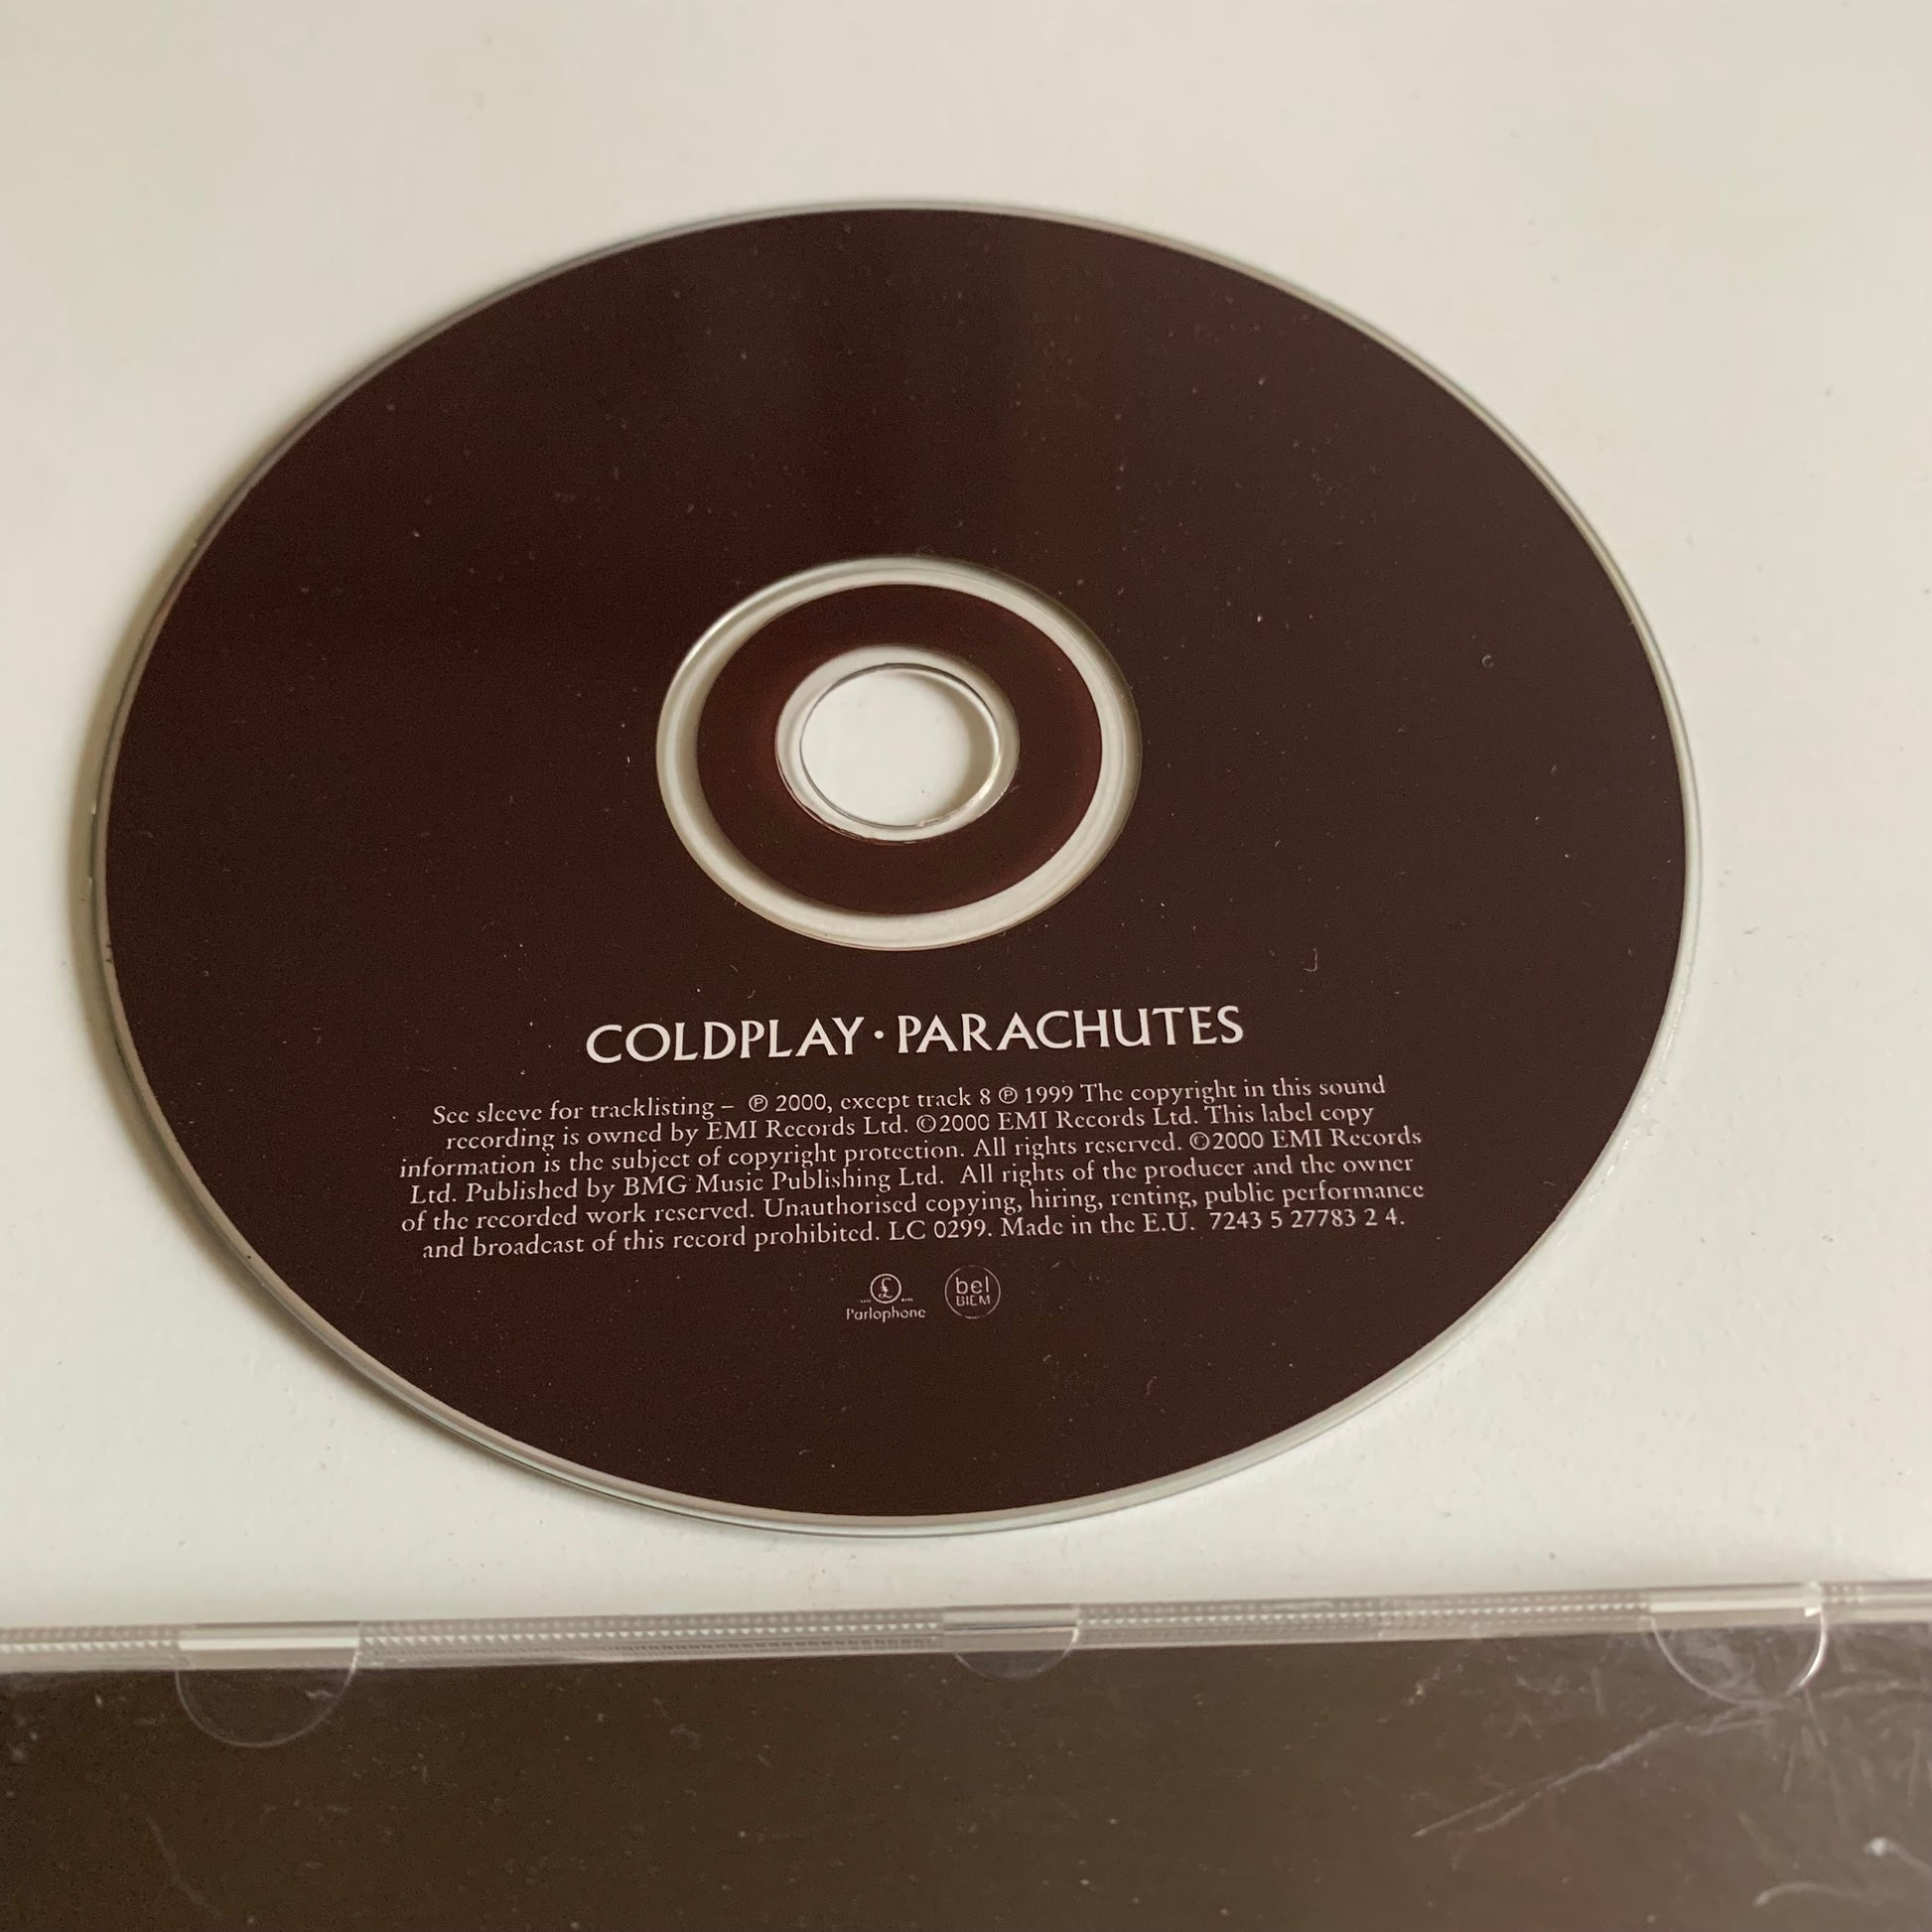 COLDPLAY · PARACHUTES
See sleeve for tracklisting – ℗ 2000, except track 8 ℗ 1999 The copyright in this sound
recording is owned by EMI Records Ltd. ©2000 EMI Records Ltd. This label copy
information is the subject of copyright protection. All rights reserved. ©2000 EMI Records
Ltd. Published by BMG Music Publishing Ltd. All rights of the producer and the owner
of the recorded work reserved. Unauthorised copying, hiring, renting, public performance
and broadcast of this record prohibited. LC 0299. Made in the E.U. 7243 5 27783 2 4.
£
Parlophone
bel
BIEM